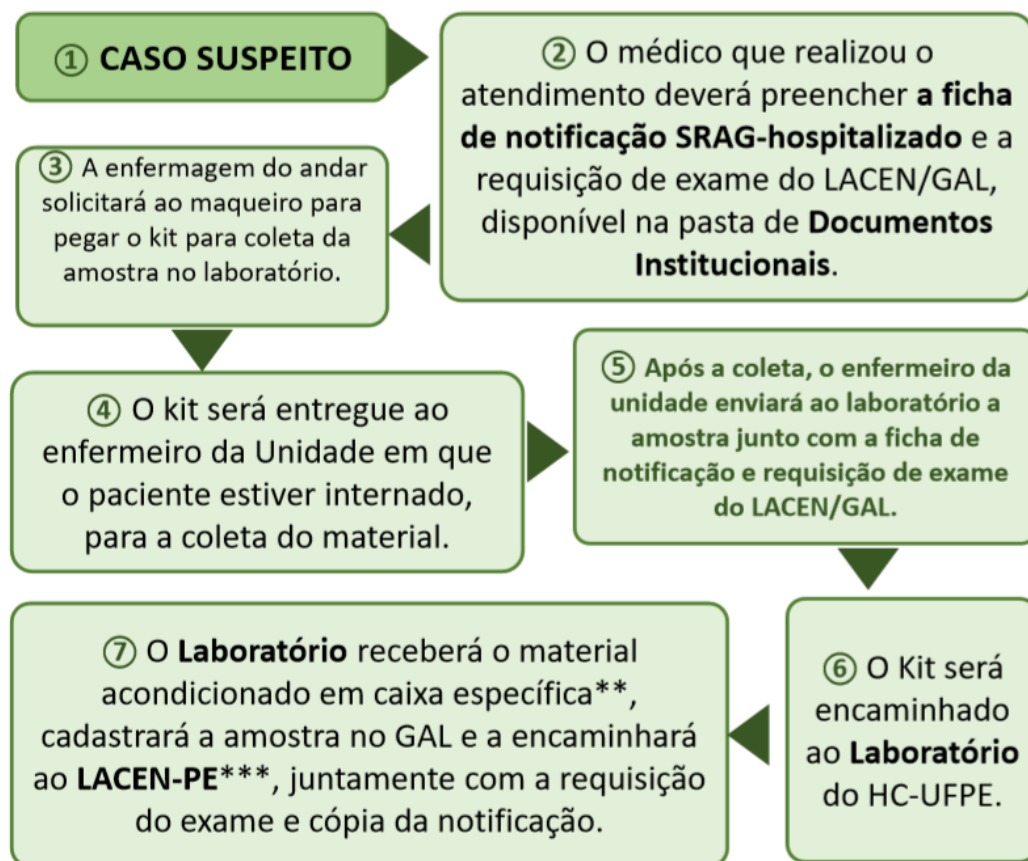 ① CASO SUSPEITO
② O médico que realizou o
atendimento deverá preencher a ficha
de notificação SRAG-hospitalizado e a
requisição de exame do LACEN/GAL,
disponível na pasta de Documentos
Institucionais.
③ A enfermagem do andar
solicitará ao maqueiro para
pegar o kit para coleta da
amostra no laboratório.
④ O kit será entregue ao
enfermeiro da Unidade em que
o paciente estiver internado,
para a coleta do material.
⑤ Após a coleta, o enfermeiro da
unidade enviará ao laboratório a
amostra junto com a ficha de
notificação e requisição de exame
do LACEN/GAL.
⑥ O Kit será
encaminhado
ao Laboratório
do HC-UFPE.
⑦ O Laboratório receberá o material
acondicionado em caixa específica**,
cadastrará a amostra no GAL e a encaminhará
ao LACEN-PE***, juntamente com a requisição
do exame e cópia da notificação.